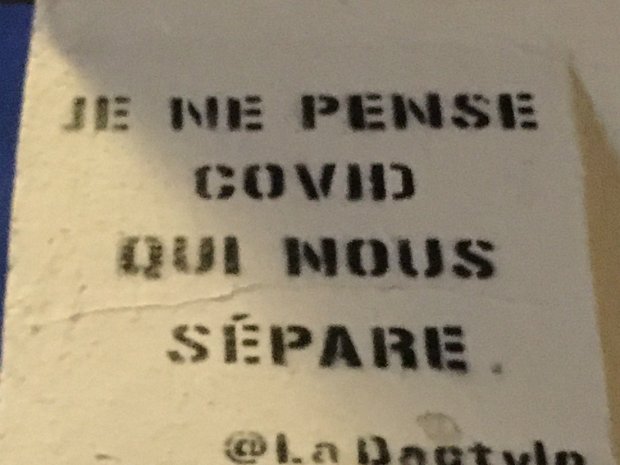 JE NE PENSE
COVID
QUI NOUS
SÉPARE.
@La Dactylo